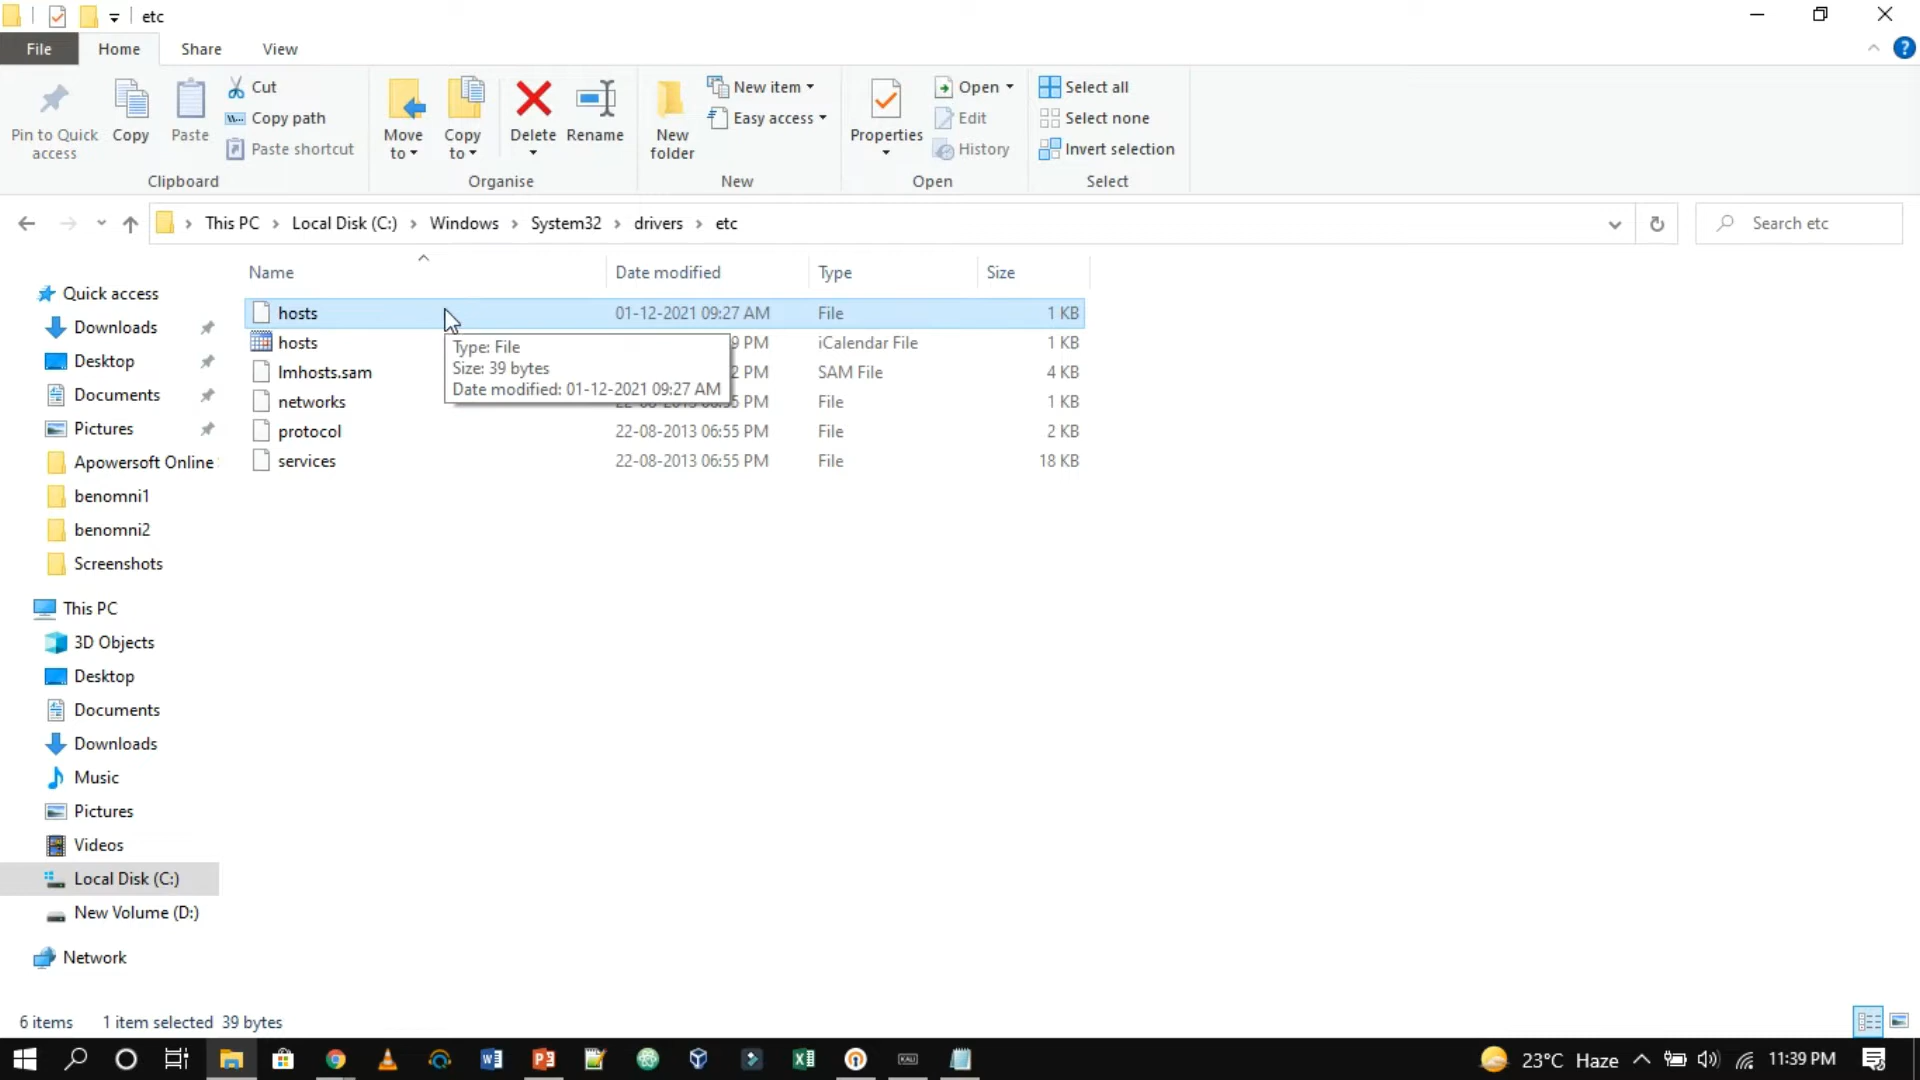 etc
File
Home
Share
View
Pin to Quick access
Copy
Paste
Cut
Copy path
Paste shortcut
Clipboard
Move to
Copy to
Delete
Rename
Organise
New folder
New item
Easy access
New
Properties
Open
Edit
History
Open
Select all
Select none
Invert selection
Select
This PC > Local Disk (C:) > Windows > System32 > drivers > etc
Search etc
Name Date modified Type Size
hosts 01-12-2021 09:27 AM File 1 KB
hosts 9 PM iCalendar File 1 KB
lmhosts.sam 2 PM SAM File 4 KB
networks PM File 1 KB
protocol 22-08-2013 06:55 PM File 2 KB
services 22-08-2013 06:55 PM File 18 KB
Type: File
Size: 39 bytes
Date modified: 01-12-2021 09:27 AM
Quick access
Downloads
Desktop
Documents
Pictures
Apowersoft Online
benomni1
benomni2
Screenshots
This PC
3D Objects
Desktop
Documents
Downloads
Music
Pictures
Videos
Local Disk (C:)
New Volume (D:)
Network
6 items 1 item selected 39 bytes
23°C Haze 11:39 PM